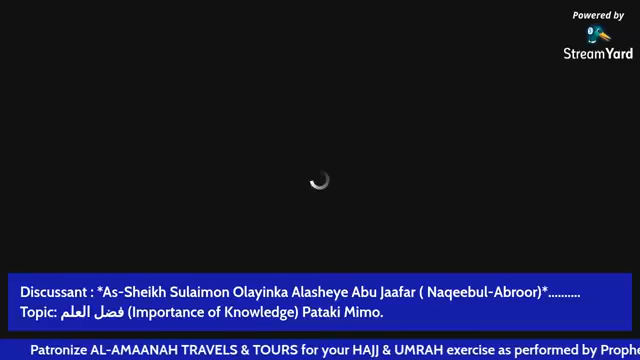 Powered by
StreamYard
Discussant : *As-Sheikh Sulaimon Olayinka Alasheye Abu Jaafar ( Naqeebul-Abroor)*..........
Topic: فضل العلم (Importance of Knowledge) Pataki Mimo.
Patronize AL-AMAANAH TRAVELS & TOURS for your HAJJ & UMRAH exercise as performed by Prophe